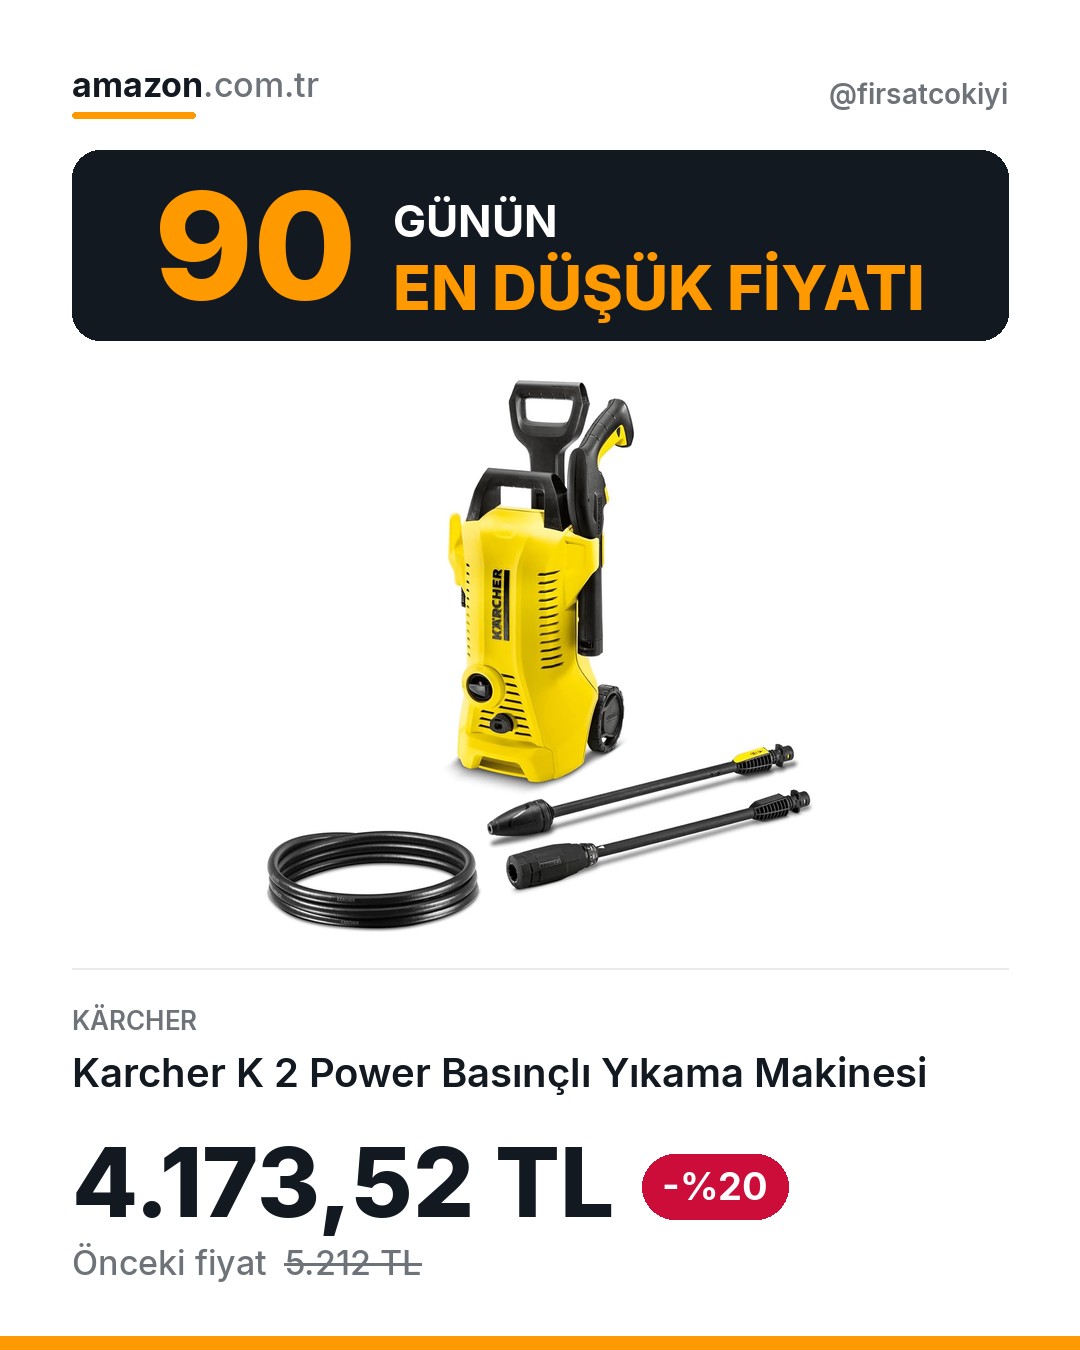 amazon.com.tr
@firsatcokiyi
90 GÜNÜN
EN DÜŞÜK FİYATI
KÄRCHER
KÄRCHER
Karcher K 2 Power Basınçlı Yıkama Makinesi
4.173,52 TL -%20
Önceki fiyat 5.212 TL